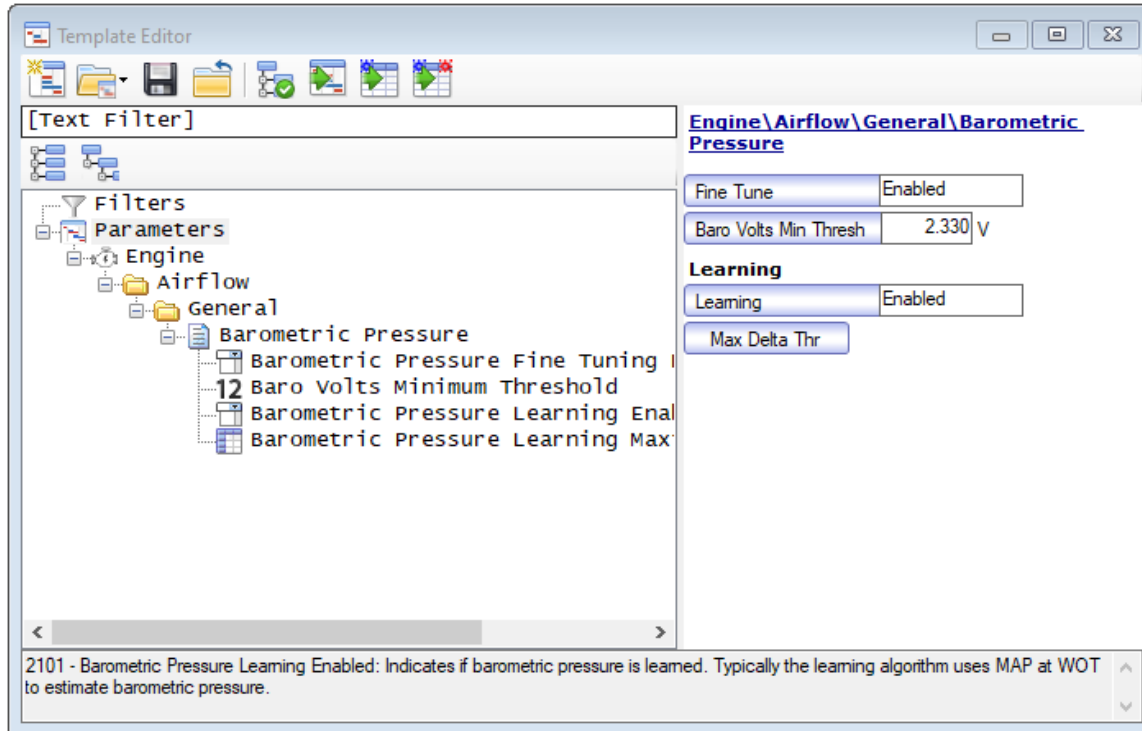 Template Editor
[Text Filter]
Filters
Parameters
Engine
Airflow
General
Barometric Pressure
Barometric Pressure Fine Tuning
12 Baro Volts Minimum Threshold
Barometric Pressure Learning Enal
Barometric Pressure Learning Max
Engine\Airflow\General\Barometric
Pressure
Fine Tune Enabled
Baro Volts Min Thresh 2.330 V
Learning
Learning Enabled
Max Delta Thr
2101 - Barometric Pressure Learning Enabled: Indicates if barometric pressure is learned. Typically the learning algorithm uses MAP at WOT
to estimate barometric pressure.